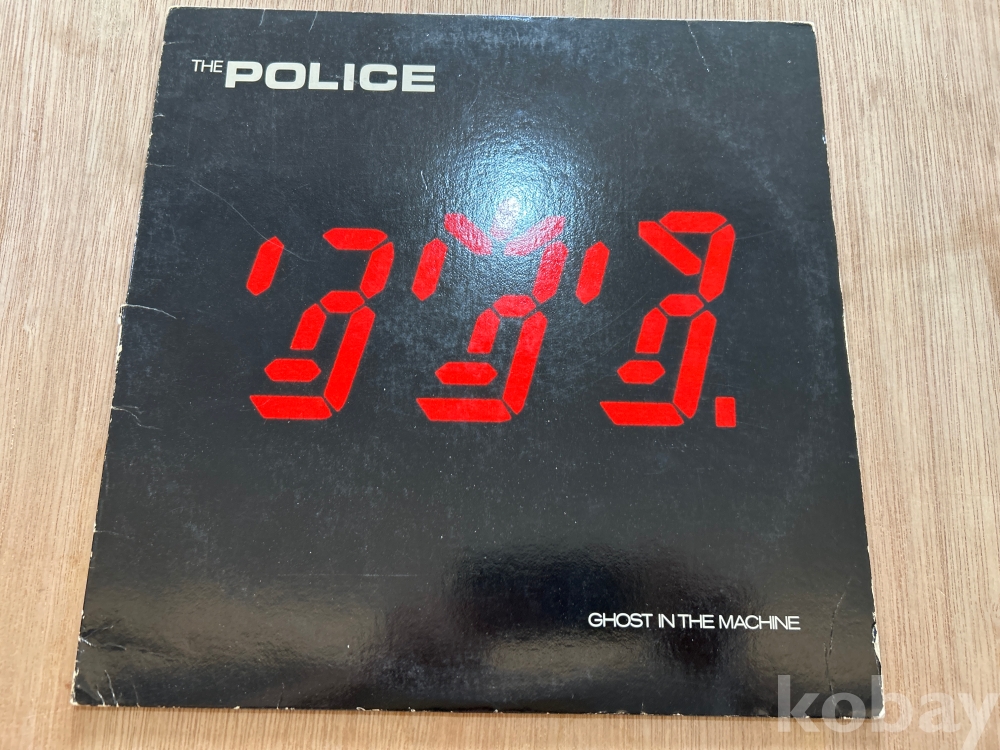 THE POLICE
GHOST IN THE MACHINE
kobay